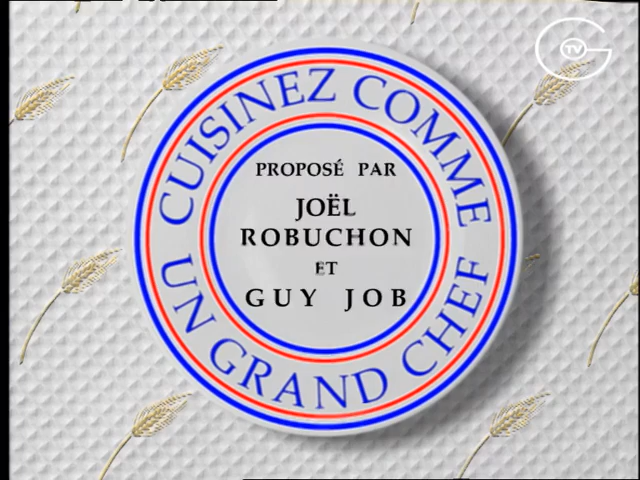 CUISINEZ COMME
UN GRAND CHEF
PROPOSÉ PAR
JOËL
ROBUCHON
ET
GUY JOB
G TV